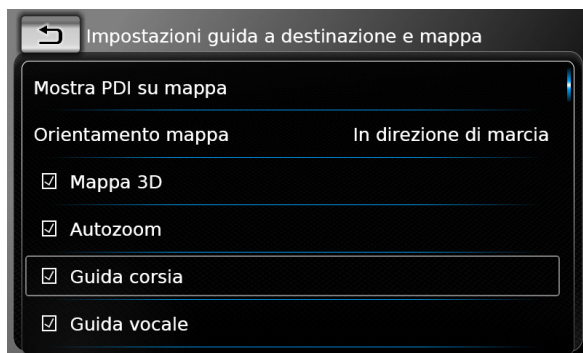 Impostazioni guida a destinazione e mappa
Mostra PDI su mappa
Orientamento mappa In direzione di marcia
Mappa 3D
Autozoom
Guida corsia
Guida vocale